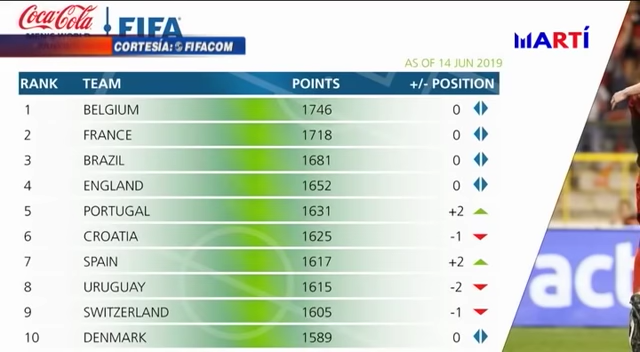 Coca-Cola
FIFA
CORTESÍA: FIFACOM
MARTÍ
AS OF 14 JUN 2019
RANK TEAM POINTS +/- POSITION
1 BELGIUM 1746 0
2 FRANCE 1718 0
3 BRAZIL 1681 0
4 ENGLAND 1652 0
5 PORTUGAL 1631 +2
6 CROATIA 1625 -1
7 SPAIN 1617 +2
8 URUGUAY 1615 -2
9 SWITZERLAND 1605 -1
10 DENMARK 1589 0
act